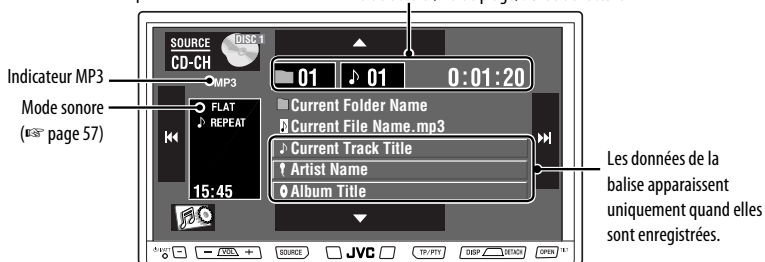 SOURCE
CD-CH
DISC 1
MP3
01
01
0:01:20
FLAT
REPEAT
15:45
Current Folder Name
Current File Name.mp3
Current Track Title
Artist Name
Album Title
Indicateur MP3
Mode sonore
(☞ page 57)
Les données de la
balise apparaissent
uniquement quand elles
sont enregistrées.
ATT
VOL
SOURCE
JVC
TP/PTY
DISP
DETACH
OPEN
TILT